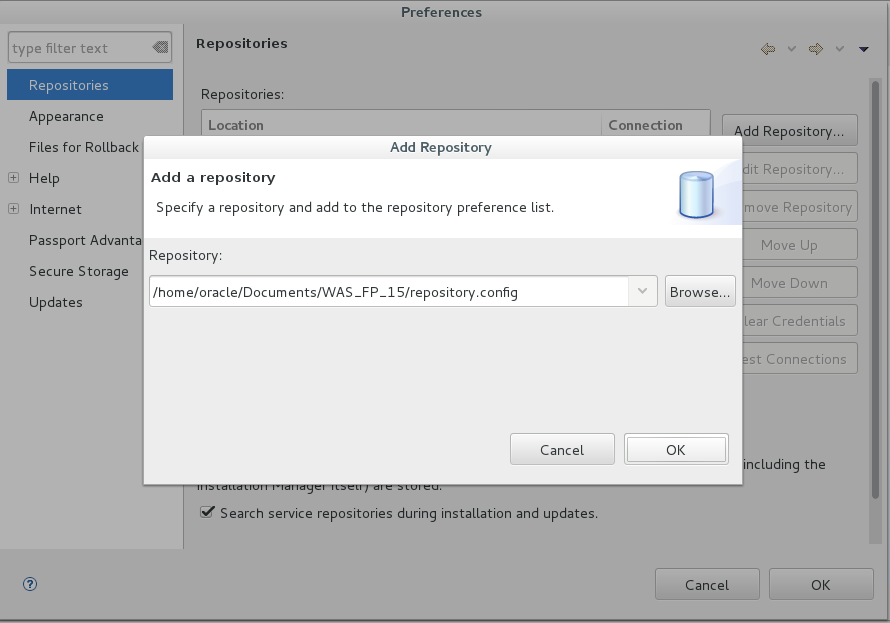 Preferences
type filter text
Repositories
Appearance
Files for Rollback
Help
Internet
Passport Advanta
Secure Storage
Updates
Repositories
Repositories:
Location
Connection
Add Repository...
dit Repository...
move Repository
Move Up
Move Down
lear Credentials
est Connections
Add Repository
Add a repository
Specify a repository and add to the repository preference list.
Repository:
/home/oracle/Documents/WAS_FP_15/repository.config
Browse...
Cancel
OK
including the
Installation Manager itself) are stored.
Search service repositories during installation and updates.
?
Cancel
OK